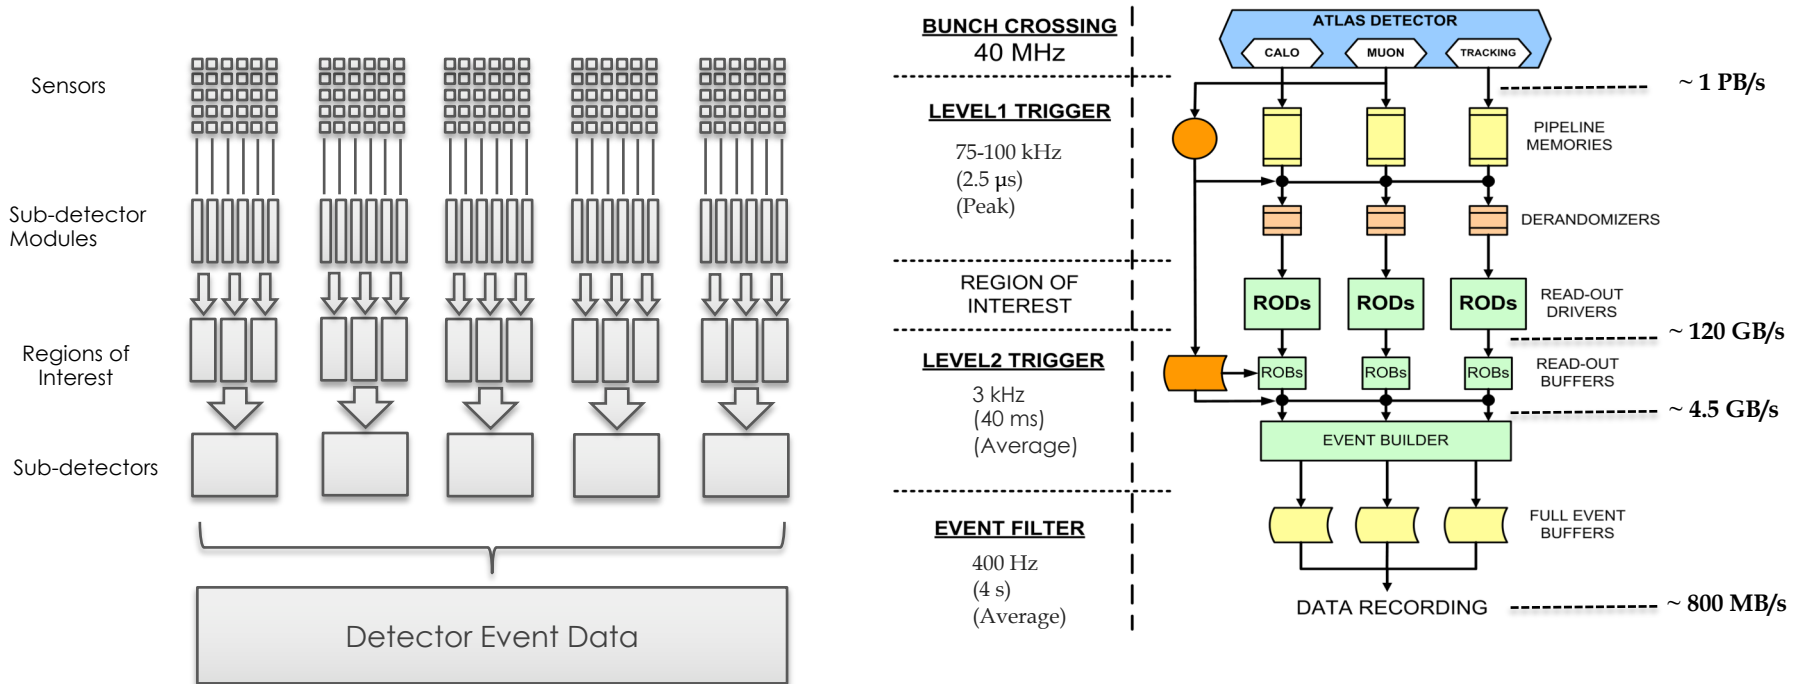 Sensors
Sub-detector
Modules
Regions of
Interest
Sub-detectors
Detector Event Data
BUNCH CROSSING
40 MHz
LEVEL1 TRIGGER
75-100 kHz
(2.5 µs)
(Peak)
REGION OF
INTEREST
LEVEL2 TRIGGER
3 kHz
(40 ms)
(Average)
EVENT FILTER
400 Hz
(4 s)
(Average)
ATLAS DETECTOR
CALO MUON TRACKING
~ 1 PB/s
PIPELINE
MEMORIES
DERANDOMIZERS
RODs RODs RODs
READ-OUT
DRIVERS
~ 120 GB/s
ROBs ROBs ROBs
READ-OUT
BUFFERS
~ 4.5 GB/s
EVENT BUILDER
FULL EVENT
BUFFERS
DATA RECORDING
~ 800 MB/s